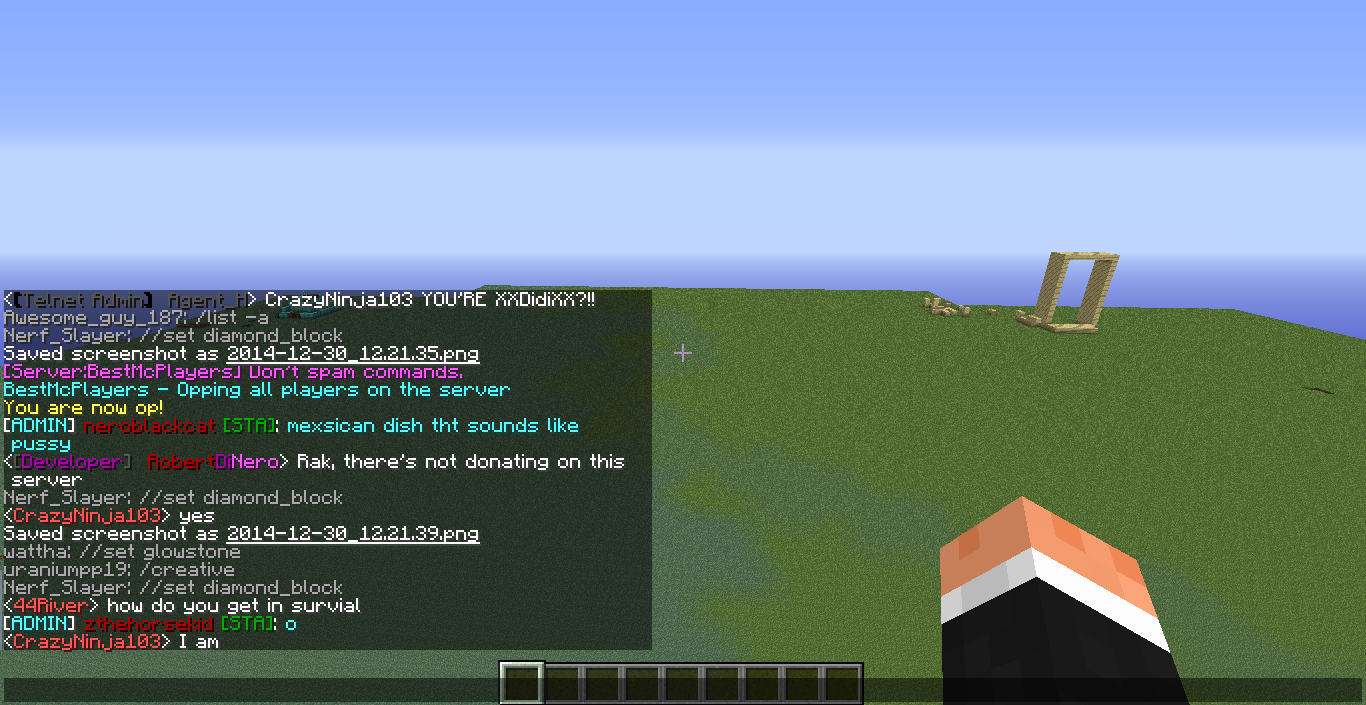 <[Telnet Admin] Agent_H> CrazyNinja103 YOU'RE XXDidiXX?!!
Awesome_guy_187: /list -a
Nerf_Slayer: //set diamond_block
Saved screenshot as 2014-12-30_12.21.35.png
[Server:BestMcPlayers] Don't spam commands.
BestMcPlayers - Opping all players on the server
You are now op!
[ADMIN] neroblackcat [STA]: mexsican dish tht sounds like
pussy
<[Developer] RobertDiNero> Rak, there's not donating on this
server
Nerf_Slayer: //set diamond_block
<CrazyNinja103> yes
Saved screenshot as 2014-12-30_12.21.39.png
wattha: //set glowstone
uraniumpp19: /creative
Nerf_Slayer: //set diamond_block
<44River> how do you get in survial
[ADMIN] zthehorsekid [STA]: o
<CrazyNinja103> I am